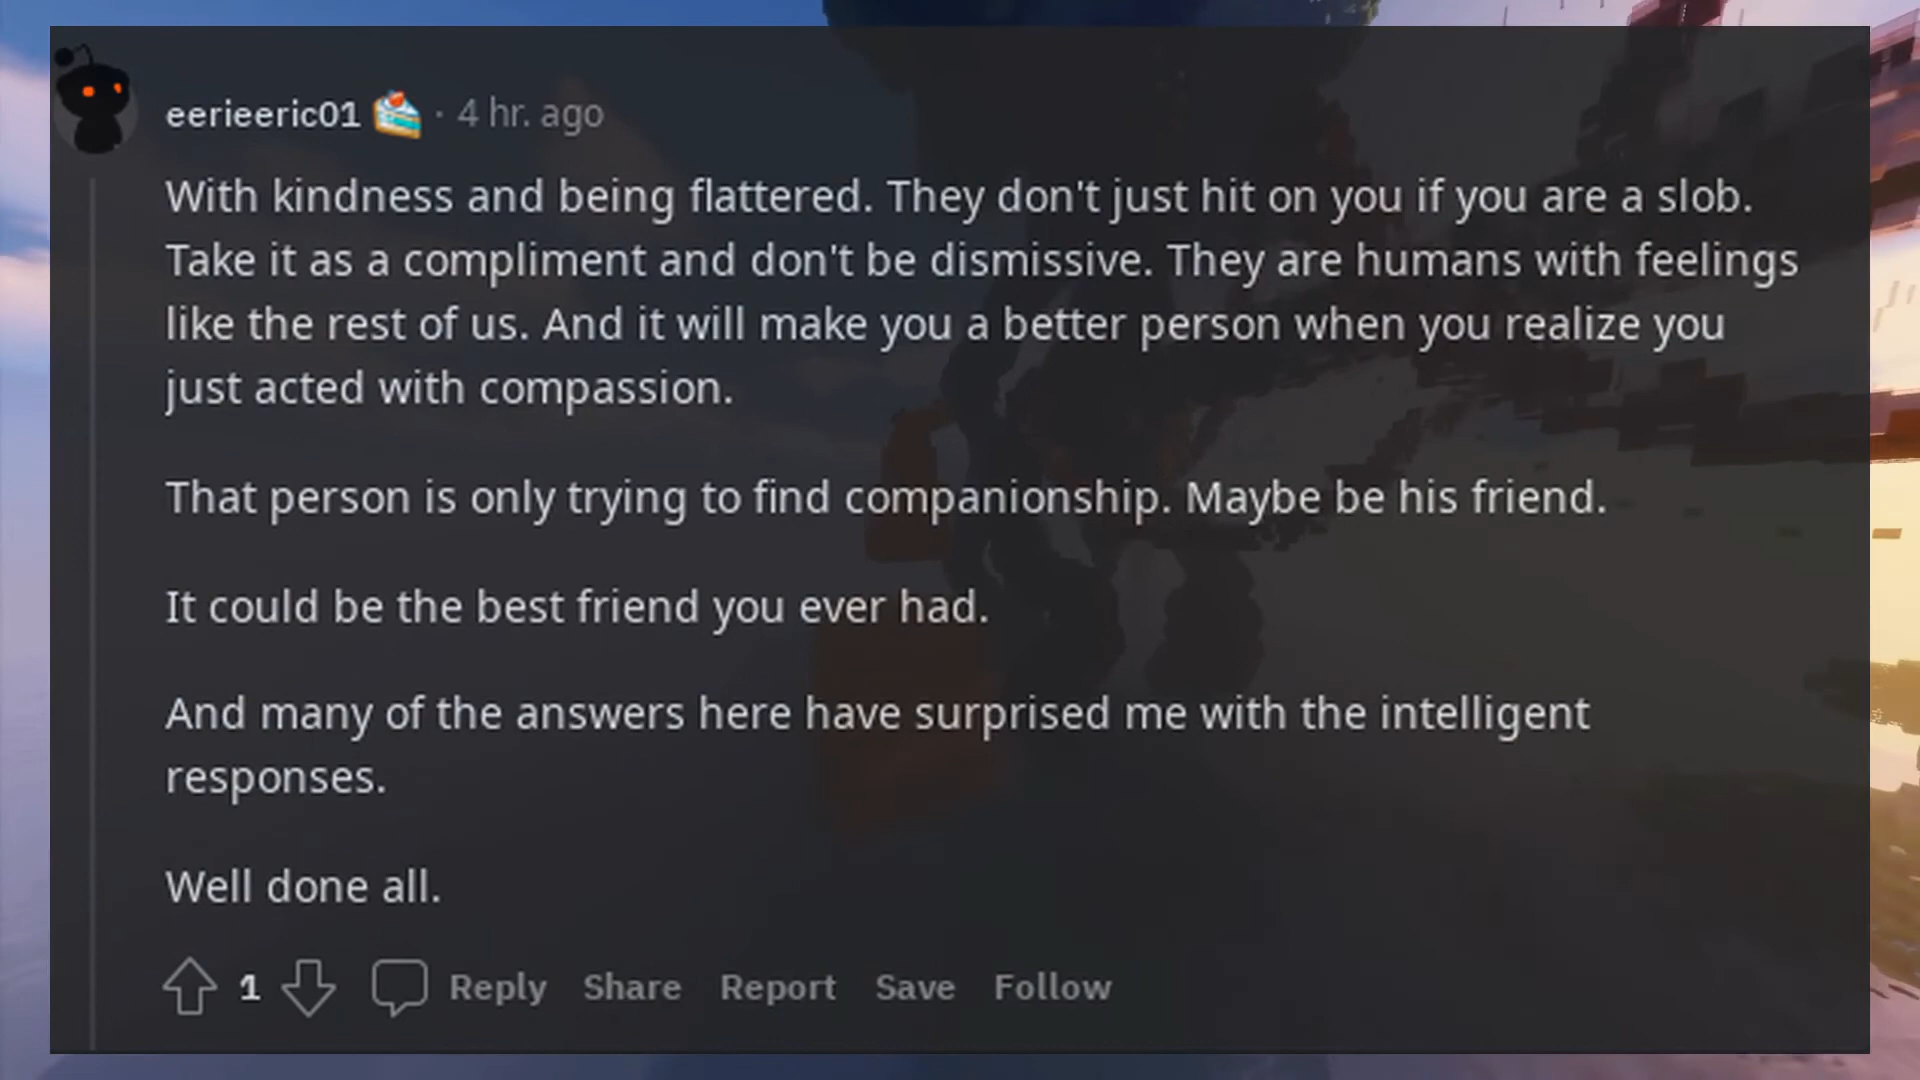 eerieeric01 · 4 hr. ago
With kindness and being flattered. They don't just hit on you if you are a slob.
Take it as a compliment and don't be dismissive. They are humans with feelings
like the rest of us. And it will make you a better person when you realize you
just acted with compassion.
That person is only trying to find companionship. Maybe be his friend.
It could be the best friend you ever had.
And many of the answers here have surprised me with the intelligent
responses.
Well done all.
1 Reply Share Report Save Follow